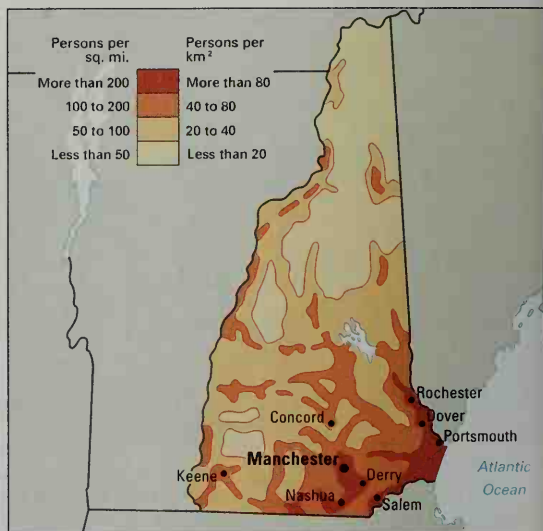 Persons per
sq. mi.
Persons per
km²
More than 200
More than 80
100 to 200
40 to 80
50 to 100
20 to 40
Less than 50
Less than 20
Rochester
Concord
Dover
Portsmouth
Manchester
Keene
Derry
Atlantic
Ocean
Nashua
Salem